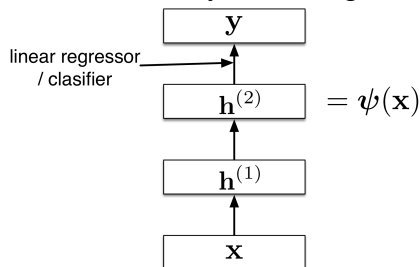 y
linear regressor
/ clasifier
h^{(2)} = ψ(x)
h^{(1)}
x